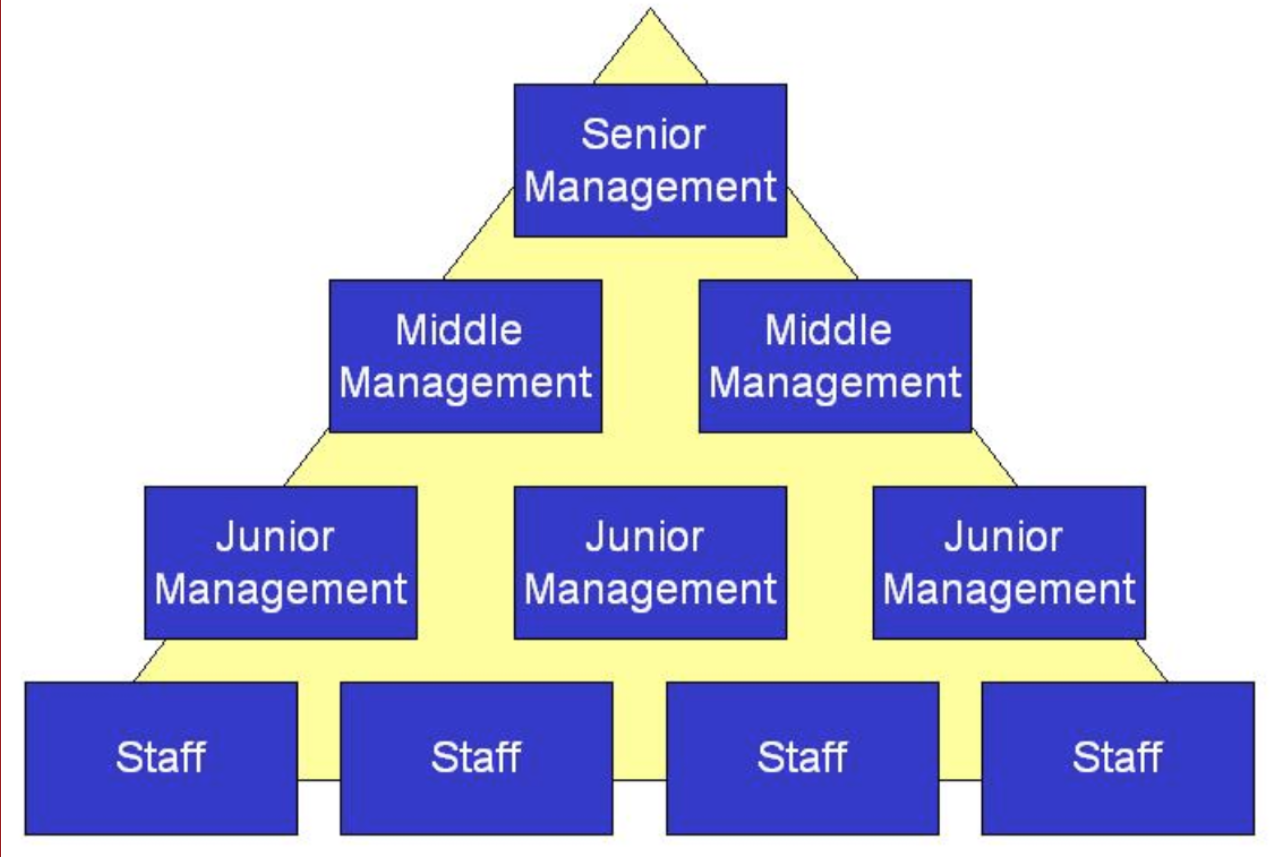 Senior
Management
Middle
Management
Middle
Management
Junior
Management
Junior
Management
Junior
Management
Staff
Staff
Staff
Staff